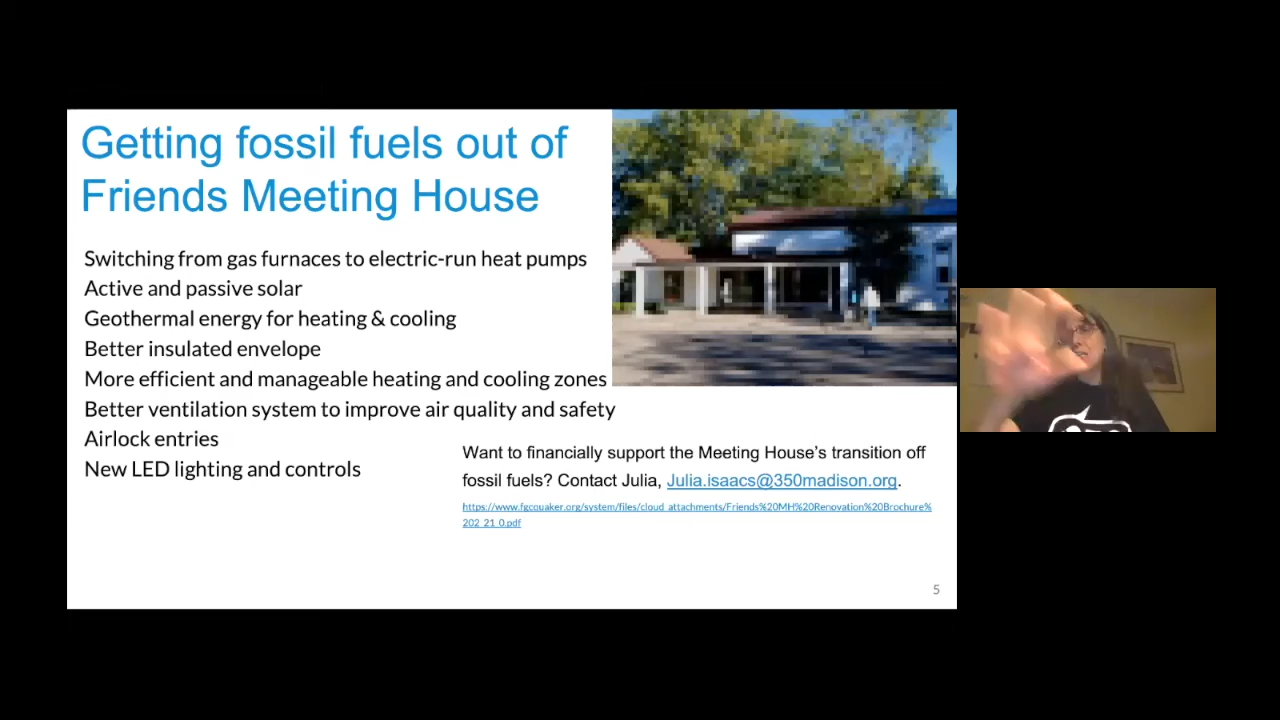 Getting fossil fuels out of
Friends Meeting House
Switching from gas furnaces to electric-run heat pumps
Active and passive solar
Geothermal energy for heating & cooling
Better insulated envelope
More efficient and manageable heating and cooling zones
Better ventilation system to improve air quality and safety
Airlock entries
New LED lighting and controls
Want to financially support the Meeting House's transition off
fossil fuels? Contact Julia, Julia.isaacs@350madison.org.
https://www.fgcquaker.org/system/files/cloud_attachments/Friends%20MH%20Renovation%20Brochure%
202_21_0.pdf
5